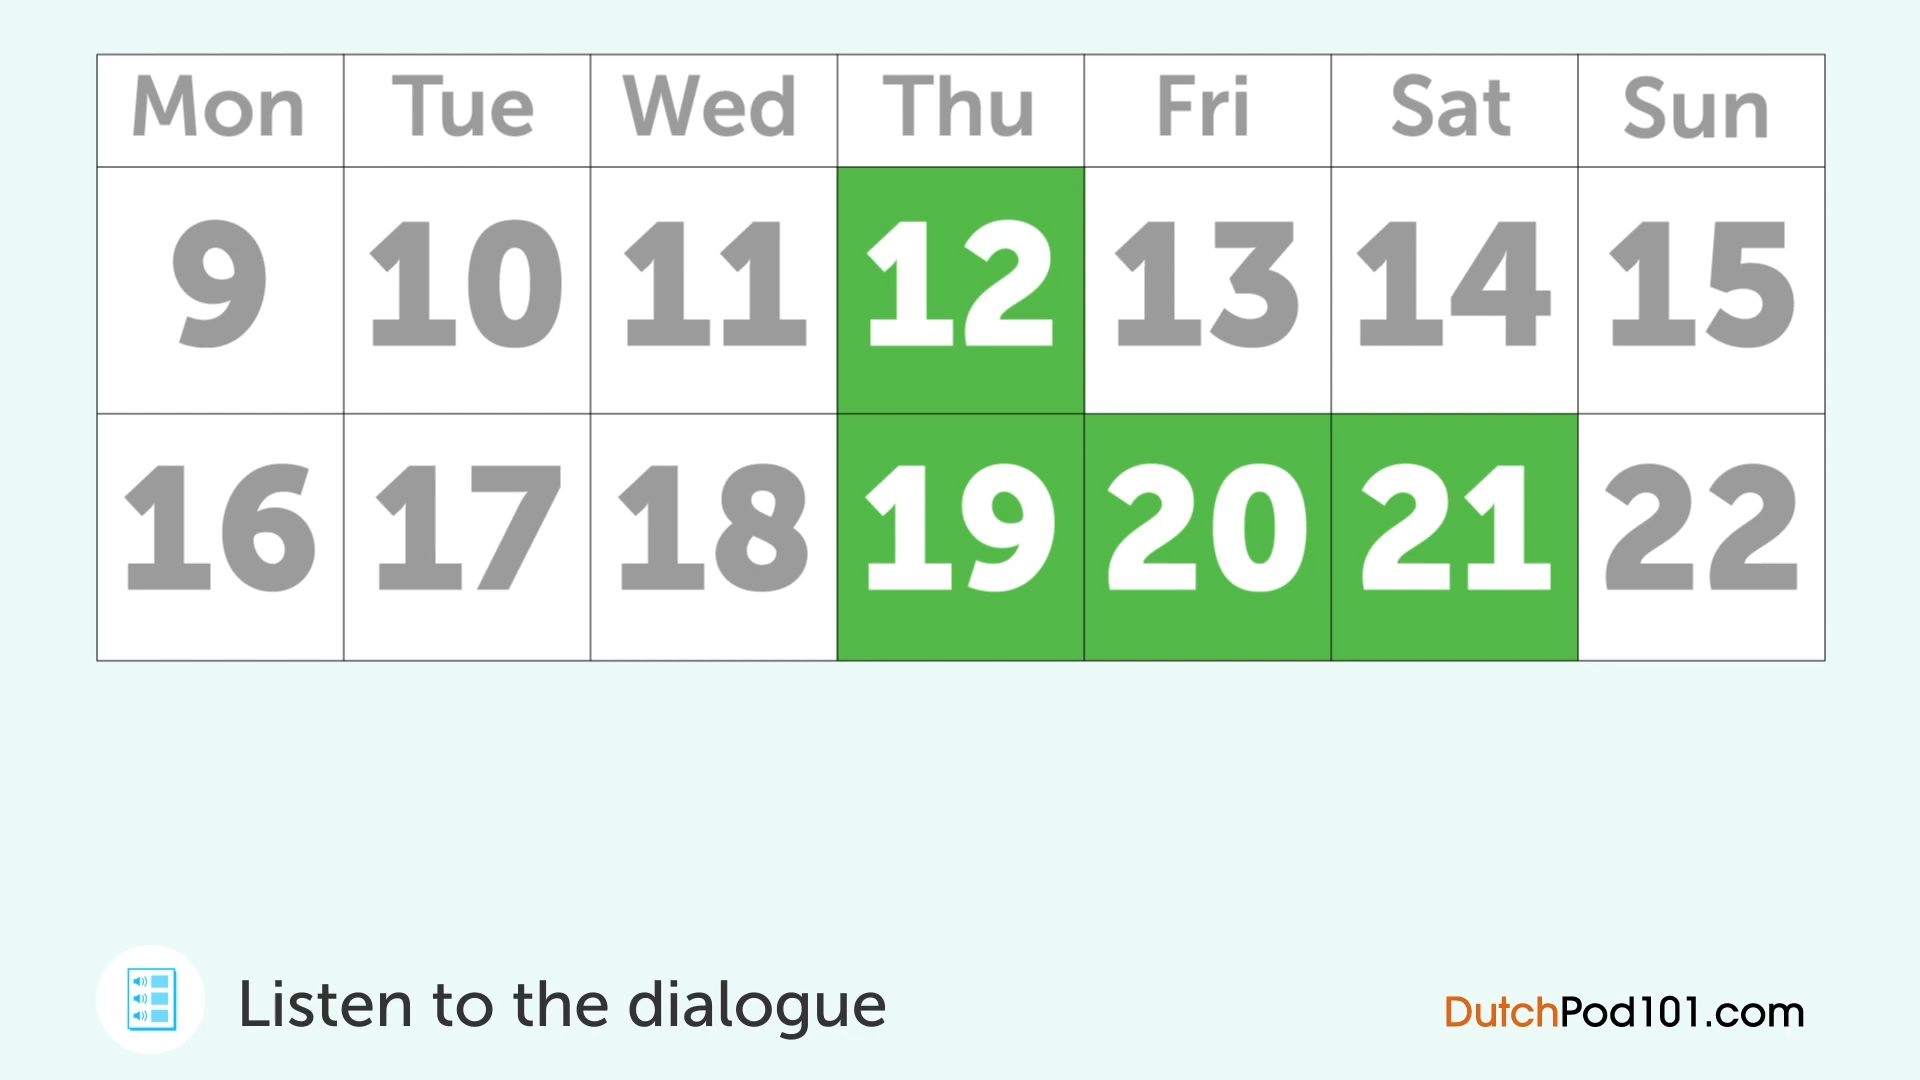 Mon Tue Wed Thu Fri Sat Sun
9 10 11 12 13 14 15
16 17 18 19 20 21 22
Listen to the dialogue
DutchPod101.com